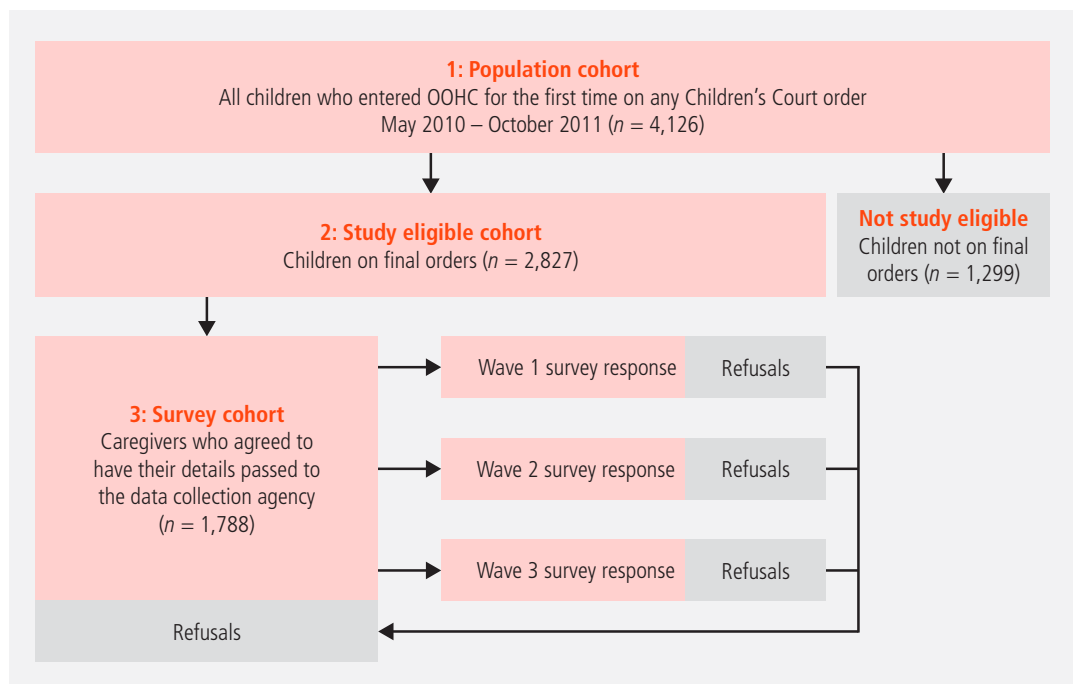 1: Population cohort
All children who entered OOHC for the first time on any Children’s Court order
May 2010 – October 2011 (n = 4,126)
2: Study eligible cohort
Children on final orders (n = 2,827)
Not study eligible
Children not on final
orders (n = 1,299)
3: Survey cohort
Caregivers who agreed to
have their details passed to
the data collection agency
(n = 1,788)
Refusals
Wave 1 survey response
Refusals
Wave 2 survey response
Refusals
Wave 3 survey response
Refusals